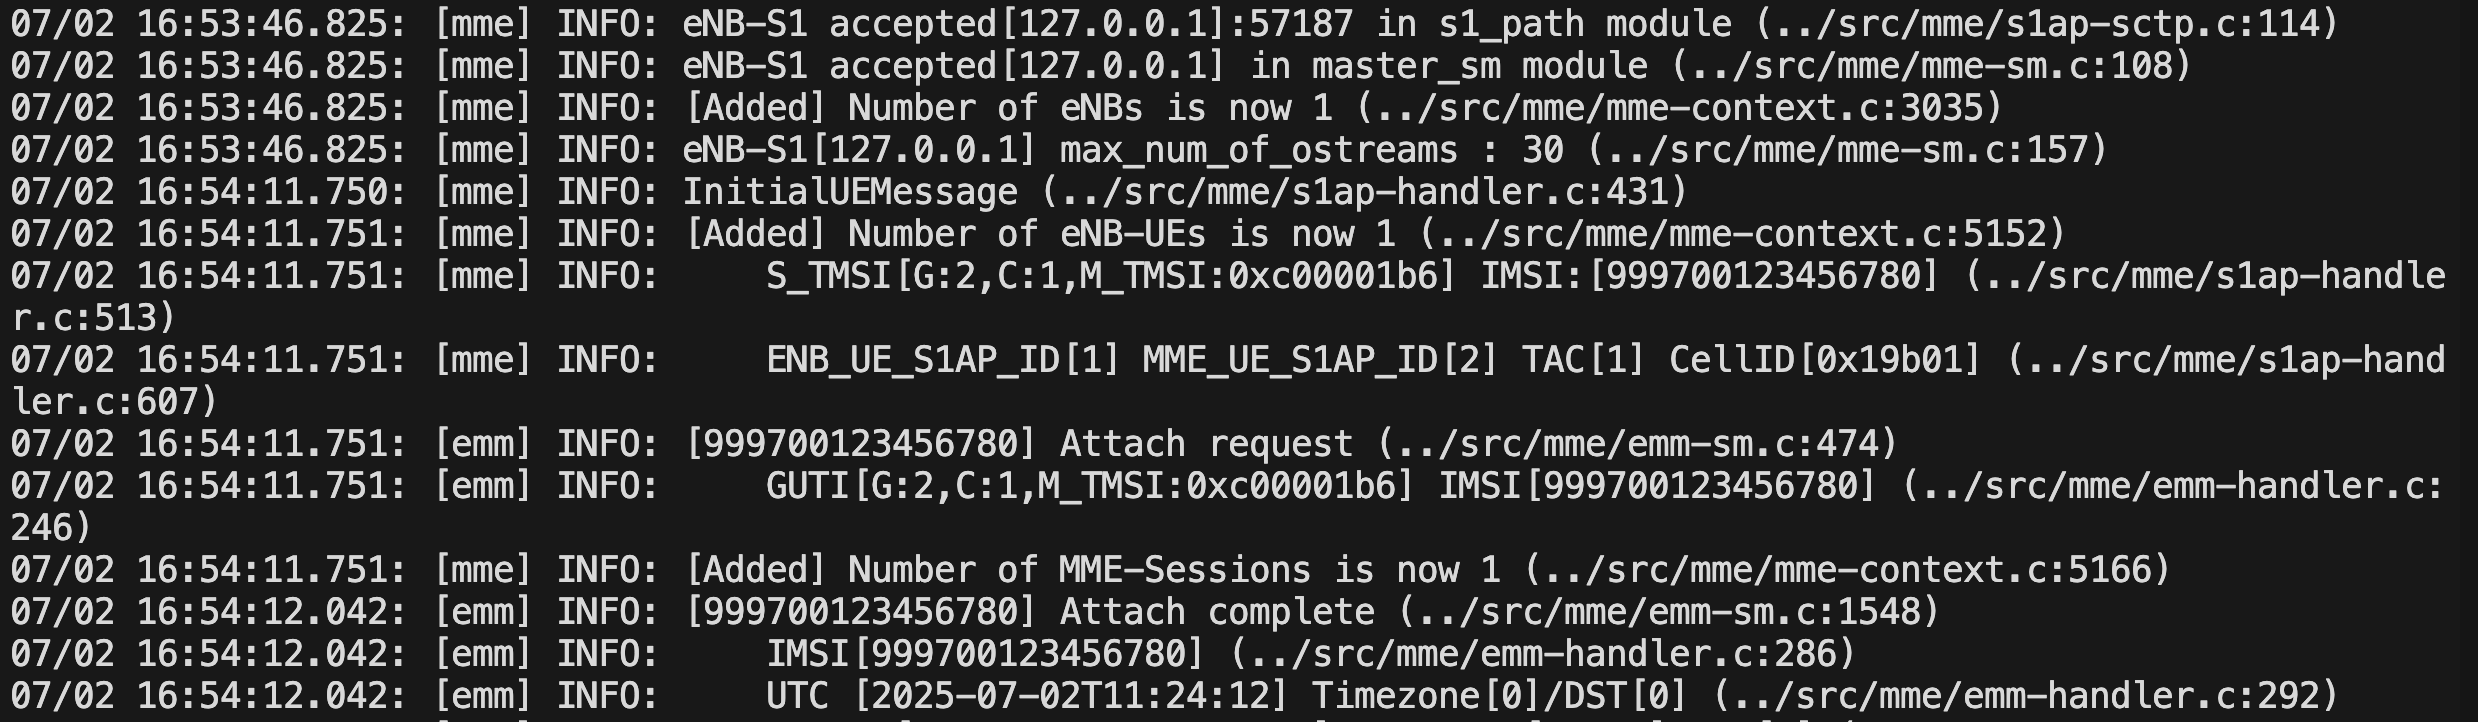 07/02 16:53:46.825: [mme] INFO: eNB-S1 accepted[127.0.0.1]:57187 in s1_path module (../src/mme/s1ap-sctp.c:114)
07/02 16:53:46.825: [mme] INFO: eNB-S1 accepted[127.0.0.1] in master_sm module (../src/mme/mme-sm.c:108)
07/02 16:53:46.825: [mme] INFO: [Added] Number of eNBs is now 1 (../src/mme/mme-context.c:3035)
07/02 16:53:46.825: [mme] INFO: eNB-S1[127.0.0.1] max_num_of_ostreams : 30 (../src/mme/mme-sm.c:157)
07/02 16:54:11.750: [mme] INFO: InitialUEMessage (../src/mme/s1ap-handler.c:431)
07/02 16:54:11.751: [mme] INFO: [Added] Number of eNB-UEs is now 1 (../src/mme/mme-context.c:5152)
07/02 16:54:11.751: [mme] INFO:     S_TMSI[G:2,C:1,M_TMSI:0xc00001b6] IMSI:[999700123456780] (../src/mme/s1ap-handle
r.c:513)
07/02 16:54:11.751: [mme] INFO:     ENB_UE_S1AP_ID[1] MME_UE_S1AP_ID[2] TAC[1] CellID[0x19b01] (../src/mme/s1ap-hand
ler.c:607)
07/02 16:54:11.751: [emm] INFO: [999700123456780] Attach request (../src/mme/emm-sm.c:474)
07/02 16:54:11.751: [emm] INFO:     GUTI[G:2,C:1,M_TMSI:0xc00001b6] IMSI[999700123456780] (../src/mme/emm-handler.c:
246)
07/02 16:54:11.751: [mme] INFO: [Added] Number of MME-Sessions is now 1 (../src/mme/mme-context.c:5166)
07/02 16:54:12.042: [emm] INFO: [999700123456780] Attach complete (../src/mme/emm-sm.c:1548)
07/02 16:54:12.042: [emm] INFO:     IMSI[999700123456780] (../src/mme/emm-handler.c:286)
07/02 16:54:12.042: [emm] INFO:     UTC [2025-07-02T11:24:12] Timezone[0]/DST[0] (../src/mme/emm-handler.c:292)